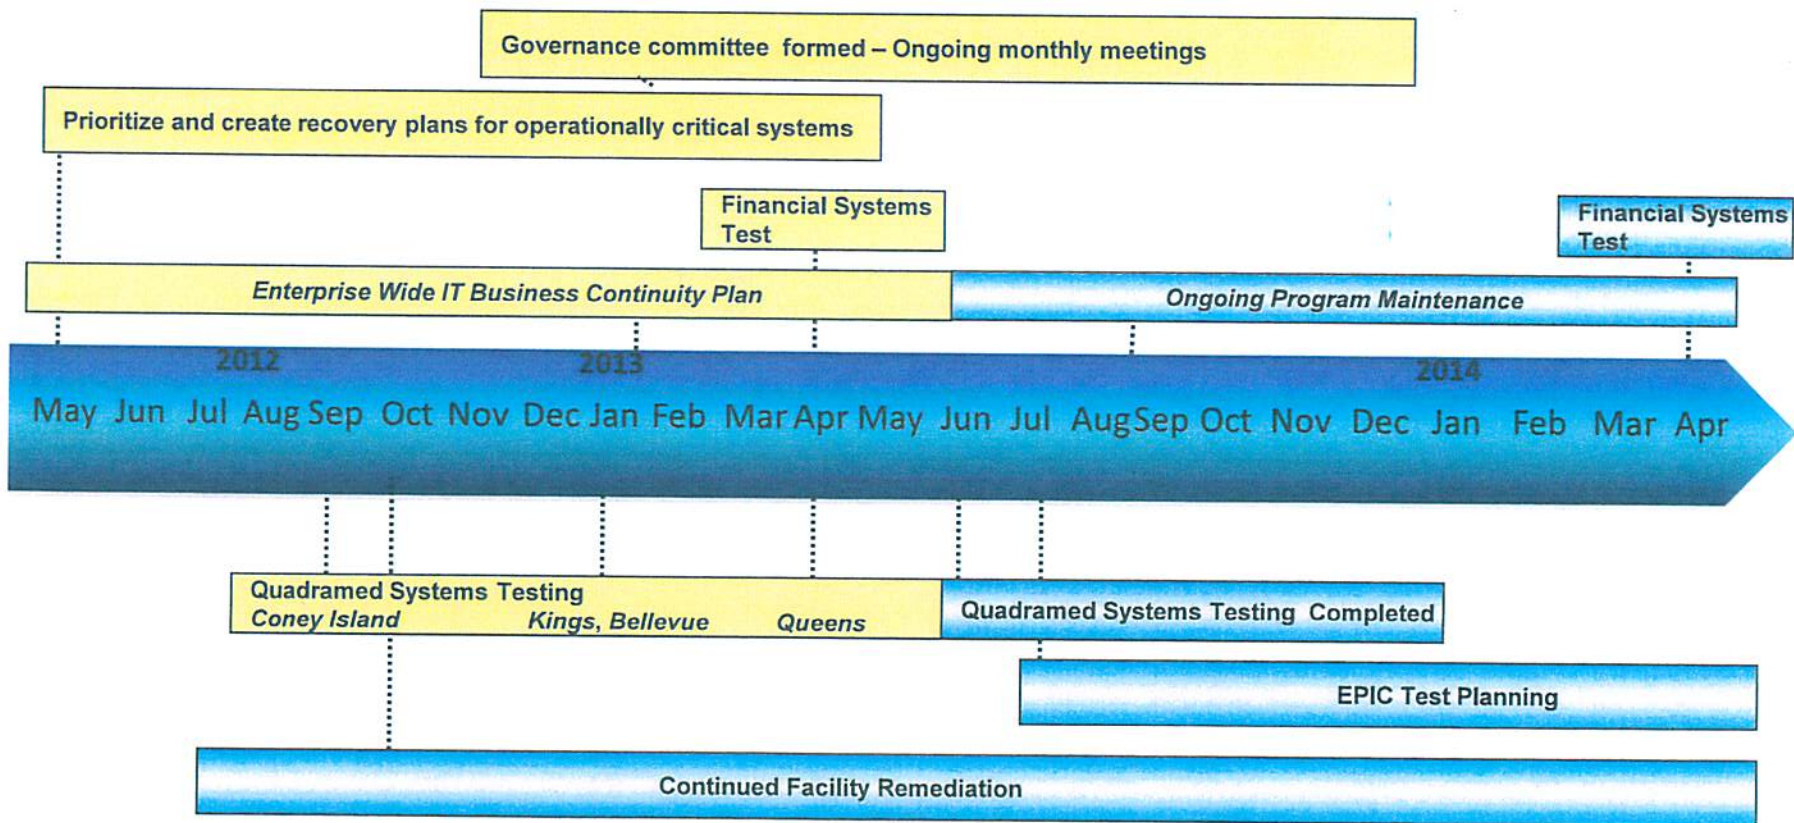 Governance committee formed – Ongoing monthly meetings
Prioritize and create recovery plans for operationally critical systems
Financial Systems
Test
Financial Systems
Test
Enterprise Wide IT Business Continuity Plan
Ongoing Program Maintenance
2012 2013 2014
May Jun Jul Aug Sep Oct Nov Dec Jan Feb Mar Apr May Jun Jul Aug Sep Oct Nov Dec Jan Feb Mar Apr
Quadramed Systems Testing
Coney Island Kings, Bellevue Queens
Quadramed Systems Testing Completed
EPIC Test Planning
Continued Facility Remediation